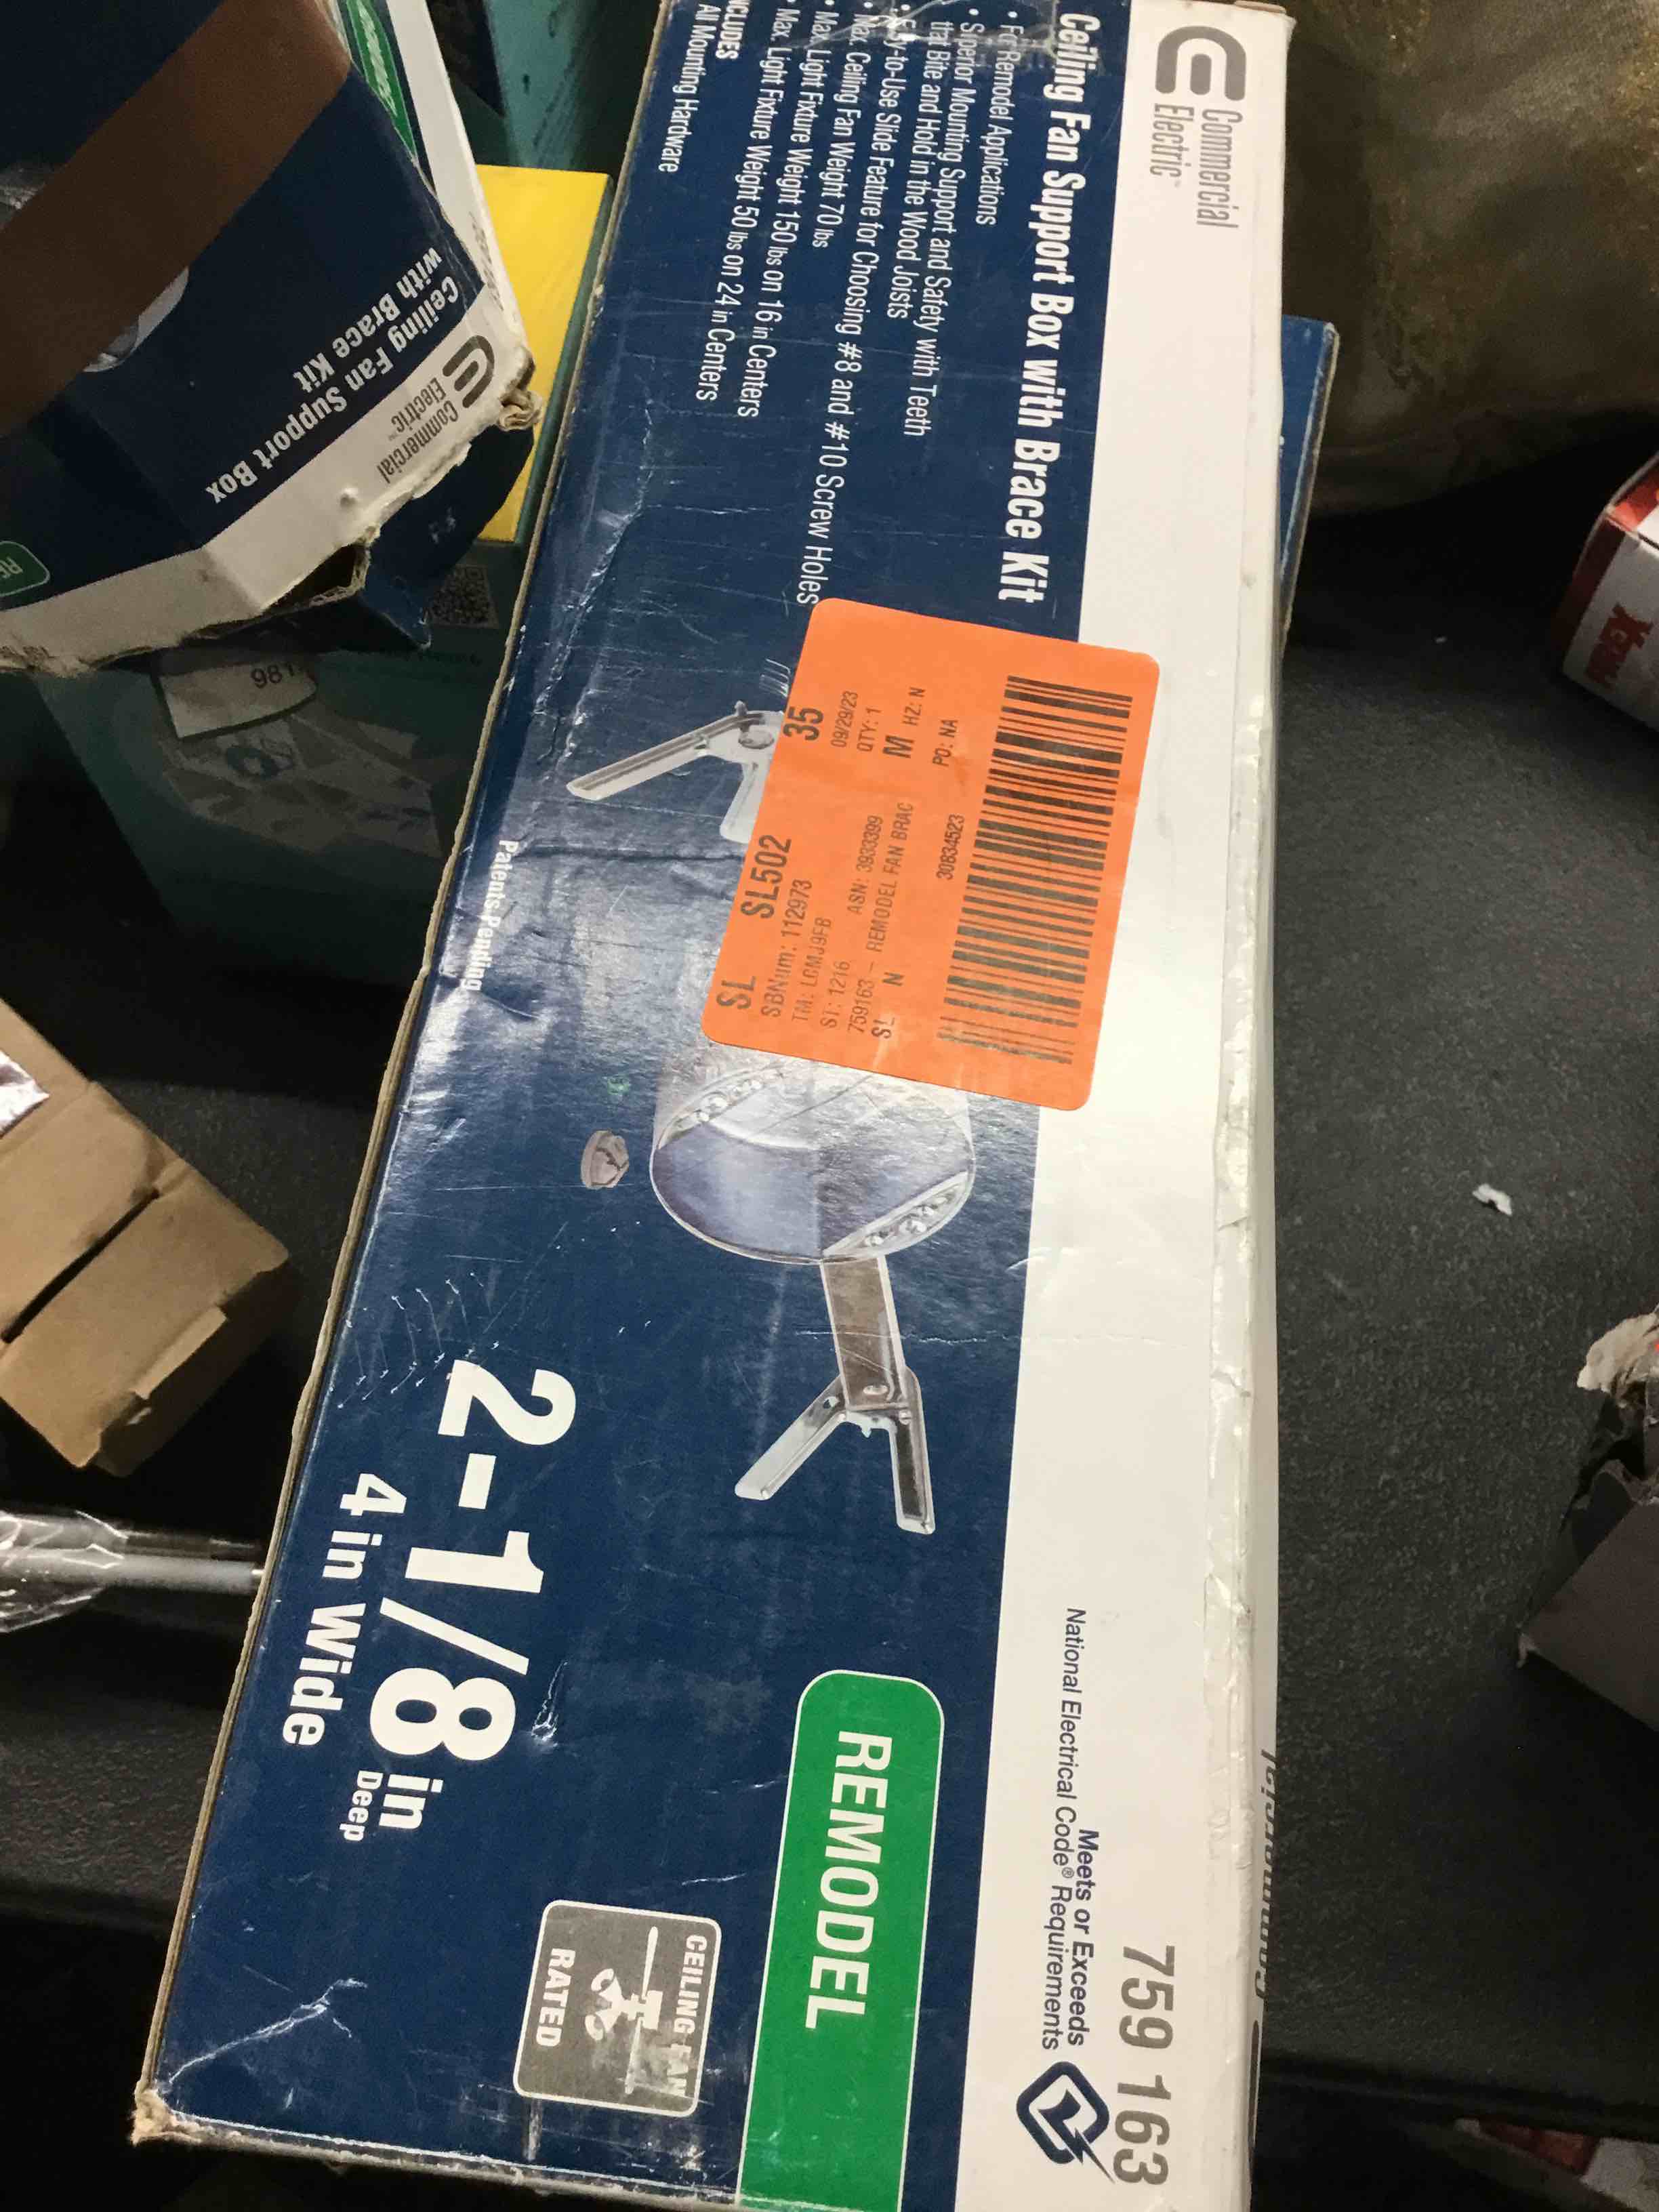 Commercial
Electric™
759 163
Meets or Exceeds
National Electrical Code® Requirements
Ceiling Fan Support Box with Brace Kit
• For Remodel Applications
• Superior Mounting Support and Safety with Teeth
that Bite and Hold in the Wood Joists
• Easy-to-Use Slide Feature for Choosing #8 and #10 Screw Holes
• Max. Ceiling Fan Weight 70 lbs
• Max. Light Fixture Weight 150 lbs on 16 in Centers
• Max. Light Fixture Weight 50 lbs on 24 in Centers
INCLUDES
All Mounting Hardware
REMODEL
CEILING FAN
RATED
2-1/8 in
Deep
4 in Wide
Patents Pending
SL SL502 35
SBNum: 112973 09/29/23
TM: LCMJ9FB QTY: 1
ST: 1216 ASN: 3933399 M HZ: N
759163 - REMODEL FAN BRAC
SL N PO: NA
30834523
Commercial
Electric™
Ceiling Fan Support Box
with Brace Kit
981